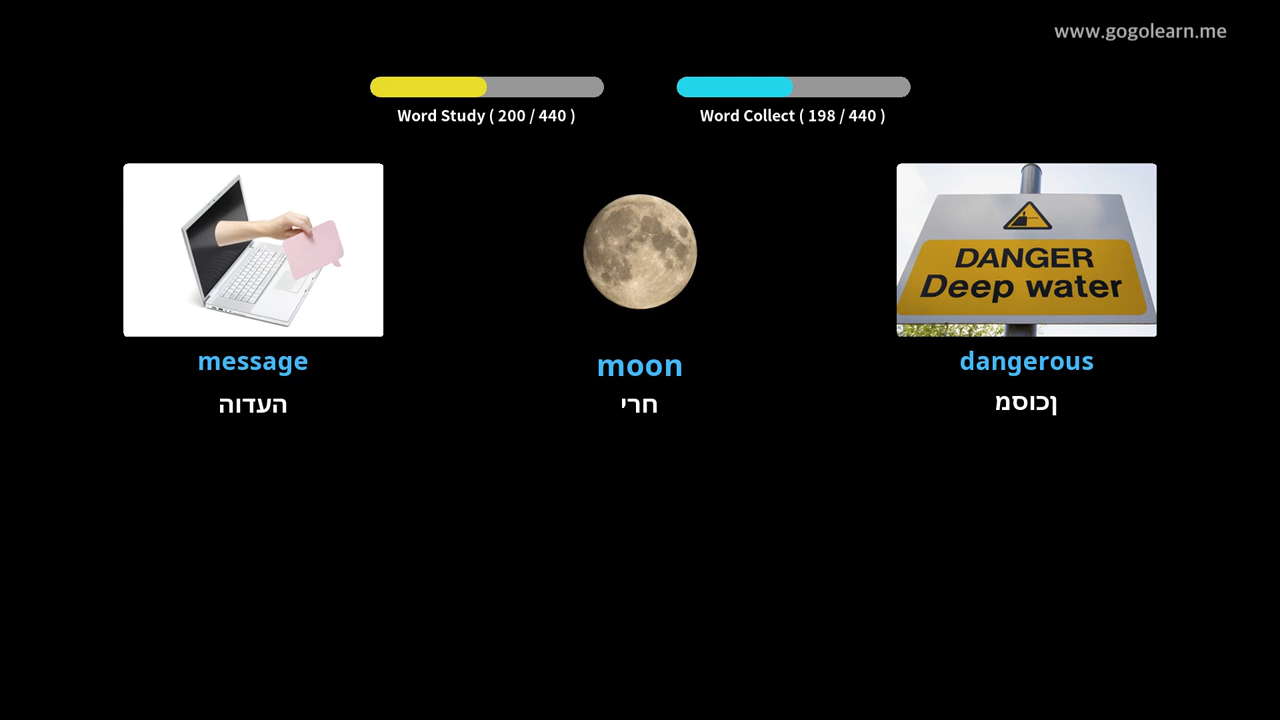 www.gogolearn.me
Word Study ( 200 / 440 )
Word Collect ( 198 / 440 )
DANGER
Deep water
message
moon
dangerous
העדוה
חרי
ןכוסמ